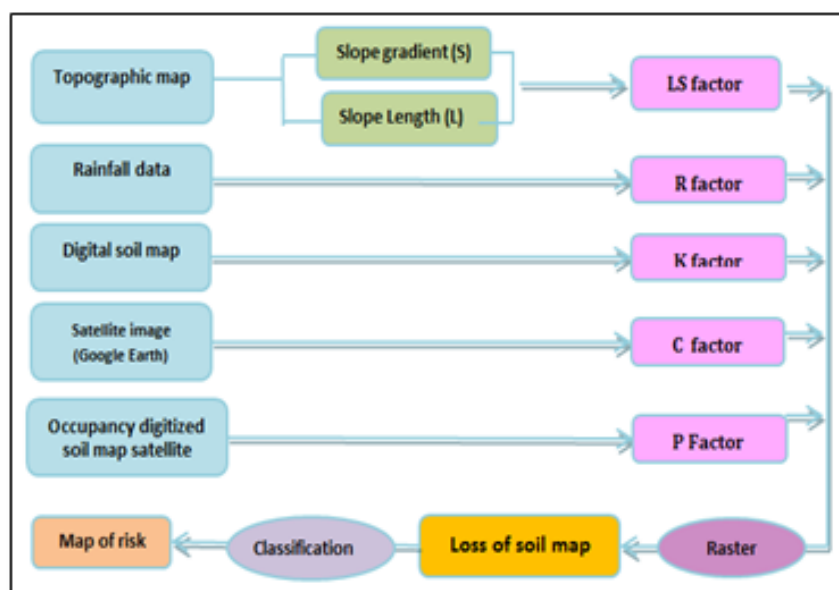 Slope gradient (S)
Topographic map
LS factor
Slope Length (L)
Rainfall data
R factor
Digital soil map
K factor
Satellite image
(Google Earth)
C factor
Occupancy digitized
soil map satellite
P Factor
Map of risk
Classification
Loss of soil map
Raster